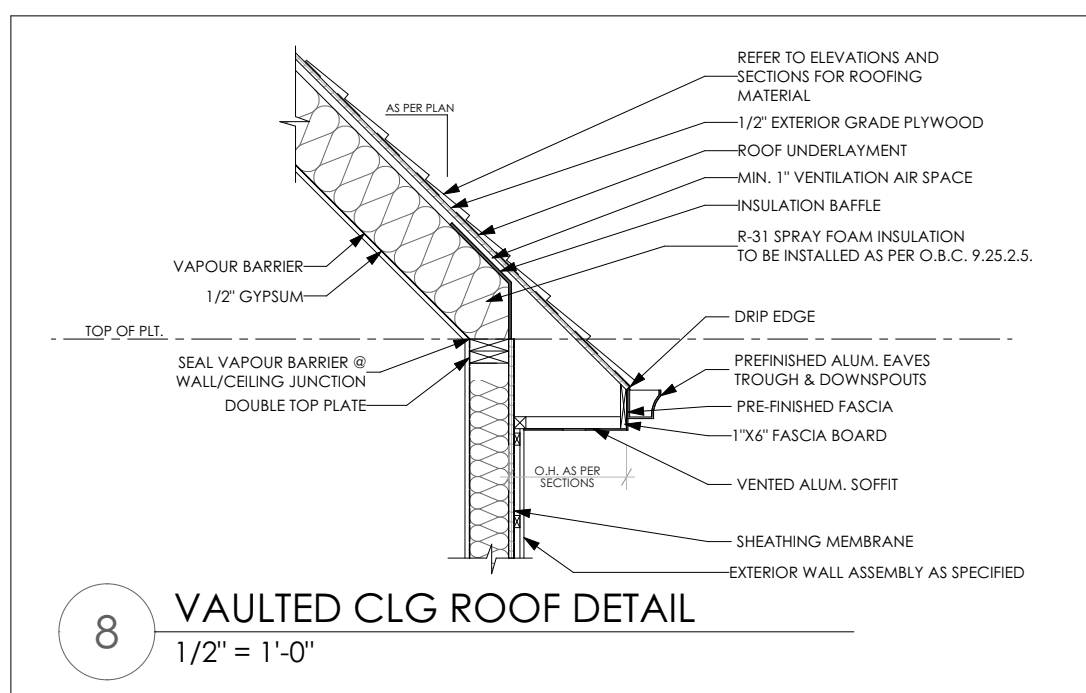 REFER TO ELEVATIONS AND
SECTIONS FOR ROOFING
MATERIAL
AS PER PLAN
1/2" EXTERIOR GRADE PLYWOOD
ROOF UNDERLAYMENT
MIN. 1" VENTILATION AIR SPACE
INSULATION BAFFLE
R-31 SPRAY FOAM INSULATION
TO BE INSTALLED AS PER O.B.C. 9.25.2.5.
VAPOUR BARRIER
1/2" GYPSUM
TOP OF PLT.
SEAL VAPOUR BARRIER @
WALL/CEILING JUNCTION
DOUBLE TOP PLATE
DRIP EDGE
PREFINISHED ALUM. EAVES
TROUGH & DOWNSPOUTS
PRE-FINISHED FASCIA
1"X6" FASCIA BOARD
O.H. AS PER
SECTIONS
VENTED ALUM. SOFFIT
SHEATHING MEMBRANE
EXTERIOR WALL ASSEMBLY AS SPECIFIED
8
VAULTED CLG ROOF DETAIL
1/2" = 1'-0"